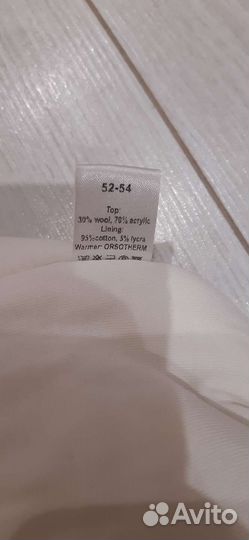 52-54
Top:
30% wool, 70% acrylic
Lining:
95%cotton, 5% lycra
Warmer: ORSOTHERM
Avito